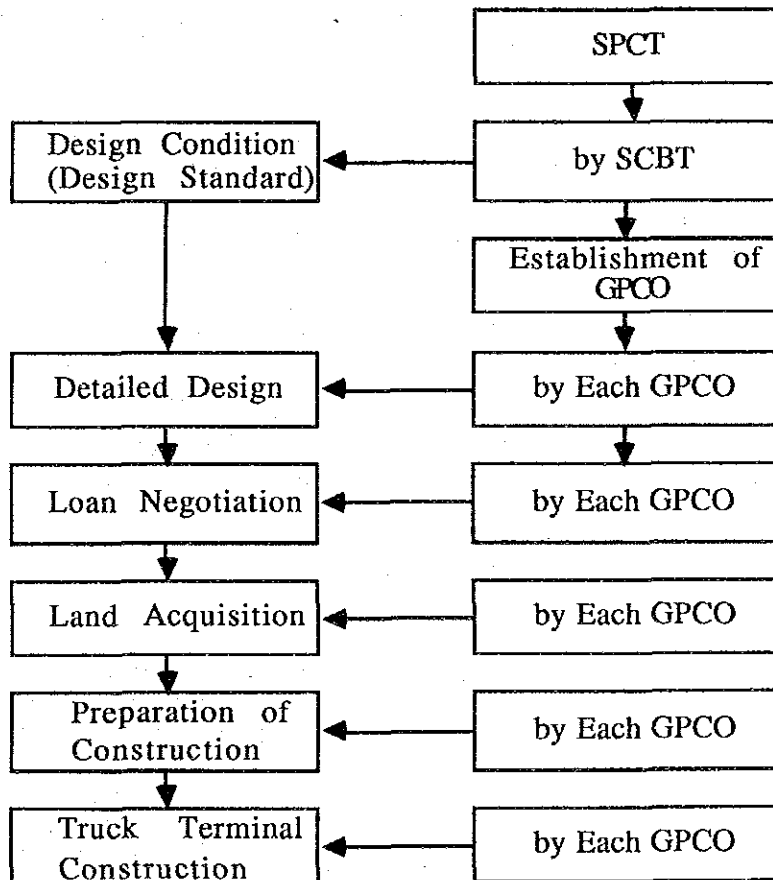 SPCT
Design Condition
(Design Standard)
by SCBT
Establishment of
GPCO
Detailed Design
by Each GPCO
Loan Negotiation
by Each GPCO
Land Acquisition
by Each GPCO
Preparation of
Construction
by Each GPCO
Truck Terminal
Construction
by Each GPCO